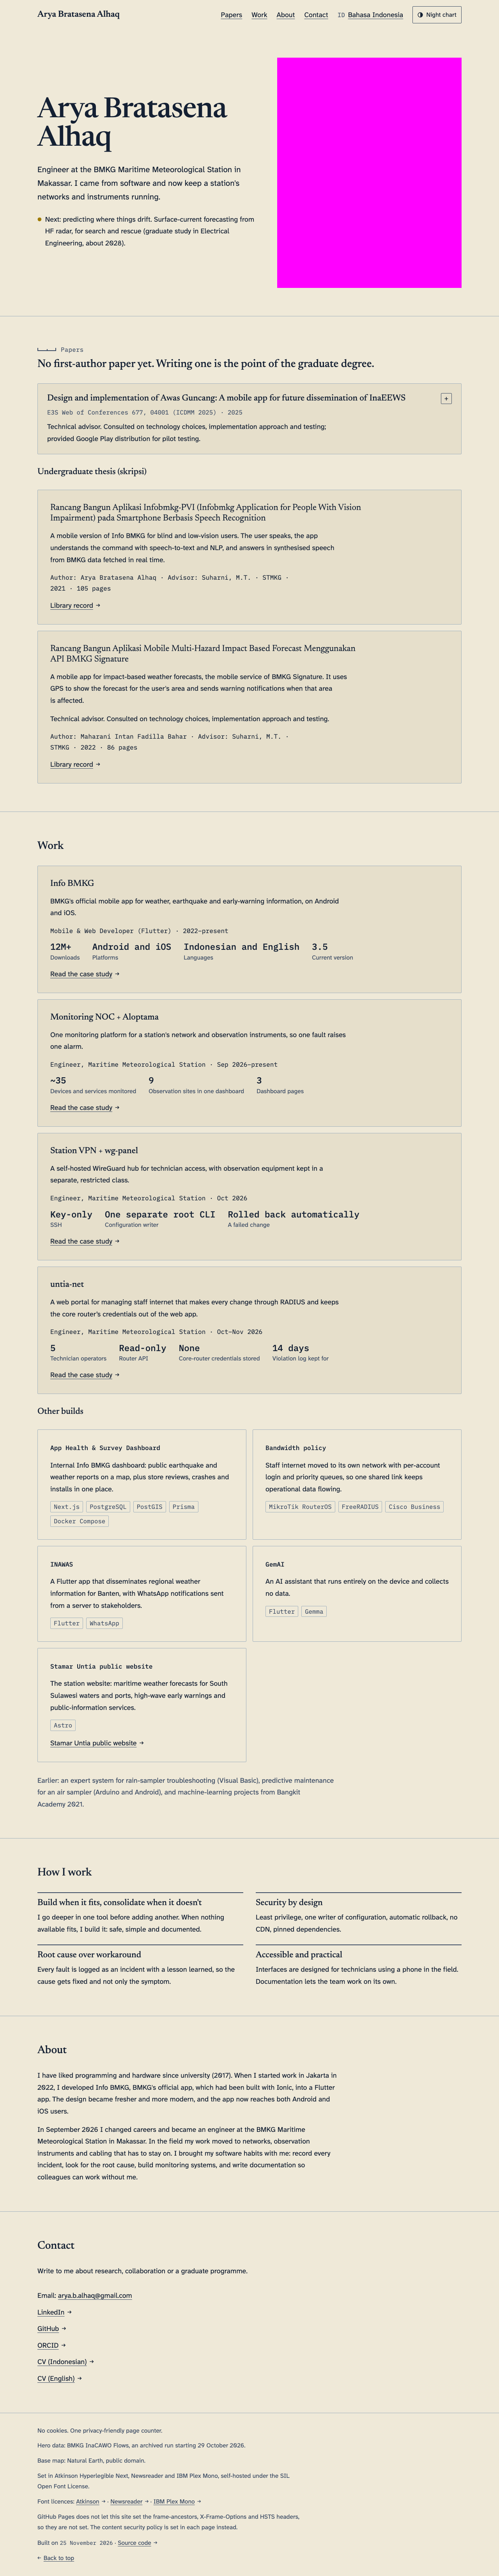 Arya Bratasena Alhaq
Papers Work About Contact ID Bahasa Indonesia Night chart
Arya Bratasena
Alhaq
Engineer at the BMKG Maritime Meteorological Station in
Makassar. I came from software and now keep a station's
networks and instruments running.
Next: predicting where things drift. Surface-current forecasting from
HF radar, for search and rescue (graduate study in Electrical
Engineering, about 2028).
Papers
No first-author paper yet. Writing one is the point of the graduate degree.
Design and implementation of Awas Guncang: A mobile app for future dissemination of InaEEWS +
E3S Web of Conferences 677, 04001 (ICDMM 2025) · 2025
Technical advisor. Consulted on technology choices, implementation approach and testing;
provided Google Play distribution for pilot testing.
Undergraduate thesis (skripsi)
Rancang Bangun Aplikasi Infobmkg-PVI (Infobmkg Application for People With Vision
Impairment) pada Smartphone Berbasis Speech Recognition
A mobile version of Info BMKG for blind and low-vision users. The user speaks, the app
understands the command with speech-to-text and NLP, and answers in synthesised speech
from BMKG data fetched in real time.
Author: Arya Bratasena Alhaq · Advisor: Suharni, M.T. · STMKG ·
2021 · 105 pages
Library record →
Rancang Bangun Aplikasi Mobile Multi-Hazard Impact Based Forecast Menggunakan
API BMKG Signature
A mobile app for impact-based weather forecasts, the mobile service of BMKG Signature. It uses
GPS to show the forecast for the user's area and sends warning notifications when that area
is affected.
Technical advisor. Consulted on technology choices, implementation approach and testing.
Author: Maharani Intan Fadilla Bahar · Advisor: Suharni, M.T. ·
STMKG · 2022 · 86 pages
Library record →
Work
Info BMKG
BMKG's official mobile app for weather, earthquake and early-warning information, on Android
and iOS.
Mobile & Web Developer (Flutter) · 2022–present
12M+ Android and iOS Indonesian and English 3.5
Downloads Platforms Languages Current version
Read the case study →
Monitoring NOC + Aloptama
One monitoring platform for a station's network and observation instruments, so one fault raises
one alarm.
Engineer, Maritime Meteorological Station · Sep 2026–present
~35 9 3
Devices and services monitored Observation sites in one dashboard Dashboard pages
Read the case study →
Station VPN + wg-panel
A self-hosted WireGuard hub for technician access, with observation equipment kept in a
separate, restricted class.
Engineer, Maritime Meteorological Station · Oct 2026
Key-only One separate root CLI Rolled back automatically
SSH Configuration writer A failed change
Read the case study →
untia-net
A web portal for managing staff internet that makes every change through RADIUS and keeps
the core router's credentials out of the web app.
Engineer, Maritime Meteorological Station · Oct–Nov 2026
5 Read-only None 14 days
Technician operators Router API Core-router credentials stored Violation log kept for
Read the case study →
Other builds
App Health & Survey Dashboard
Internal Info BMKG dashboard: public earthquake and
weather reports on a map, plus store reviews, crashes and
installs in one place.
Next.js PostgreSQL PostGIS Prisma
Docker Compose
Bandwidth policy
Staff internet moved to its own network with per-account
login and priority queues, so one shared link keeps
operational data flowing.
MikroTik RouterOS FreeRADIUS Cisco Business
INAWAS
A Flutter app that disseminates regional weather
information for Banten, with WhatsApp notifications sent
from a server to stakeholders.
Flutter WhatsApp
GemAI
An AI assistant that runs entirely on the device and collects
no data.
Flutter Gemma
Stamar Untia public website
The station website: maritime weather forecasts for South
Sulawesi waters and ports, high-wave early warnings and
public-information services.
Astro
Stamar Untia public website →
Earlier: an expert system for rain-sampler troubleshooting (Visual Basic), predictive maintenance
for an air sampler (Arduino and Android), and machine-learning projects from Bangkit
Academy 2021.
How I work
Build when it fits, consolidate when it doesn't
I go deeper in one tool before adding another. When nothing
available fits, I build it: safe, simple and documented.
Security by design
Least privilege, one writer of configuration, automatic rollback, no
CDN, pinned dependencies.
Root cause over workaround
Every fault is logged as an incident with a lesson learned, so the
cause gets fixed and not only the symptom.
Accessible and practical
Interfaces are designed for technicians using a phone in the field.
Documentation lets the team work on its own.
About
I have liked programming and hardware since university (2017). When I started work in Jakarta in
2022, I developed Info BMKG, BMKG's official app, which had been built with Ionic, into a Flutter
app. The design became fresher and more modern, and the app now reaches both Android and
iOS users.
In September 2026 I changed careers and became an engineer at the BMKG Maritime
Meteorological Station in Makassar. In the field my work moved to networks, observation
instruments and cabling that has to stay on. I brought my software habits with me: record every
incident, look for the root cause, build monitoring systems, and write documentation so
colleagues can work without me.
Contact
Write to me about research, collaboration or a graduate programme.
Email: arya.b.alhaq@gmail.com
LinkedIn →
GitHub →
ORCID →
CV (Indonesian) →
CV (English) →
No cookies. One privacy-friendly page counter.
Hero data: BMKG InaCAWO Flows, an archived run starting 29 October 2026.
Base map: Natural Earth, public domain.
Set in Atkinson Hyperlegible Next, Newsreader and IBM Plex Mono, self-hosted under the SIL
Open Font License.
Font licences: Atkinson → · Newsreader → · IBM Plex Mono →
GitHub Pages does not let this site set the frame-ancestors, X-Frame-Options and HSTS headers,
so they are not set. The content security policy is set in each page instead.
Built on 25 November 2026 · Source code →
← Back to top